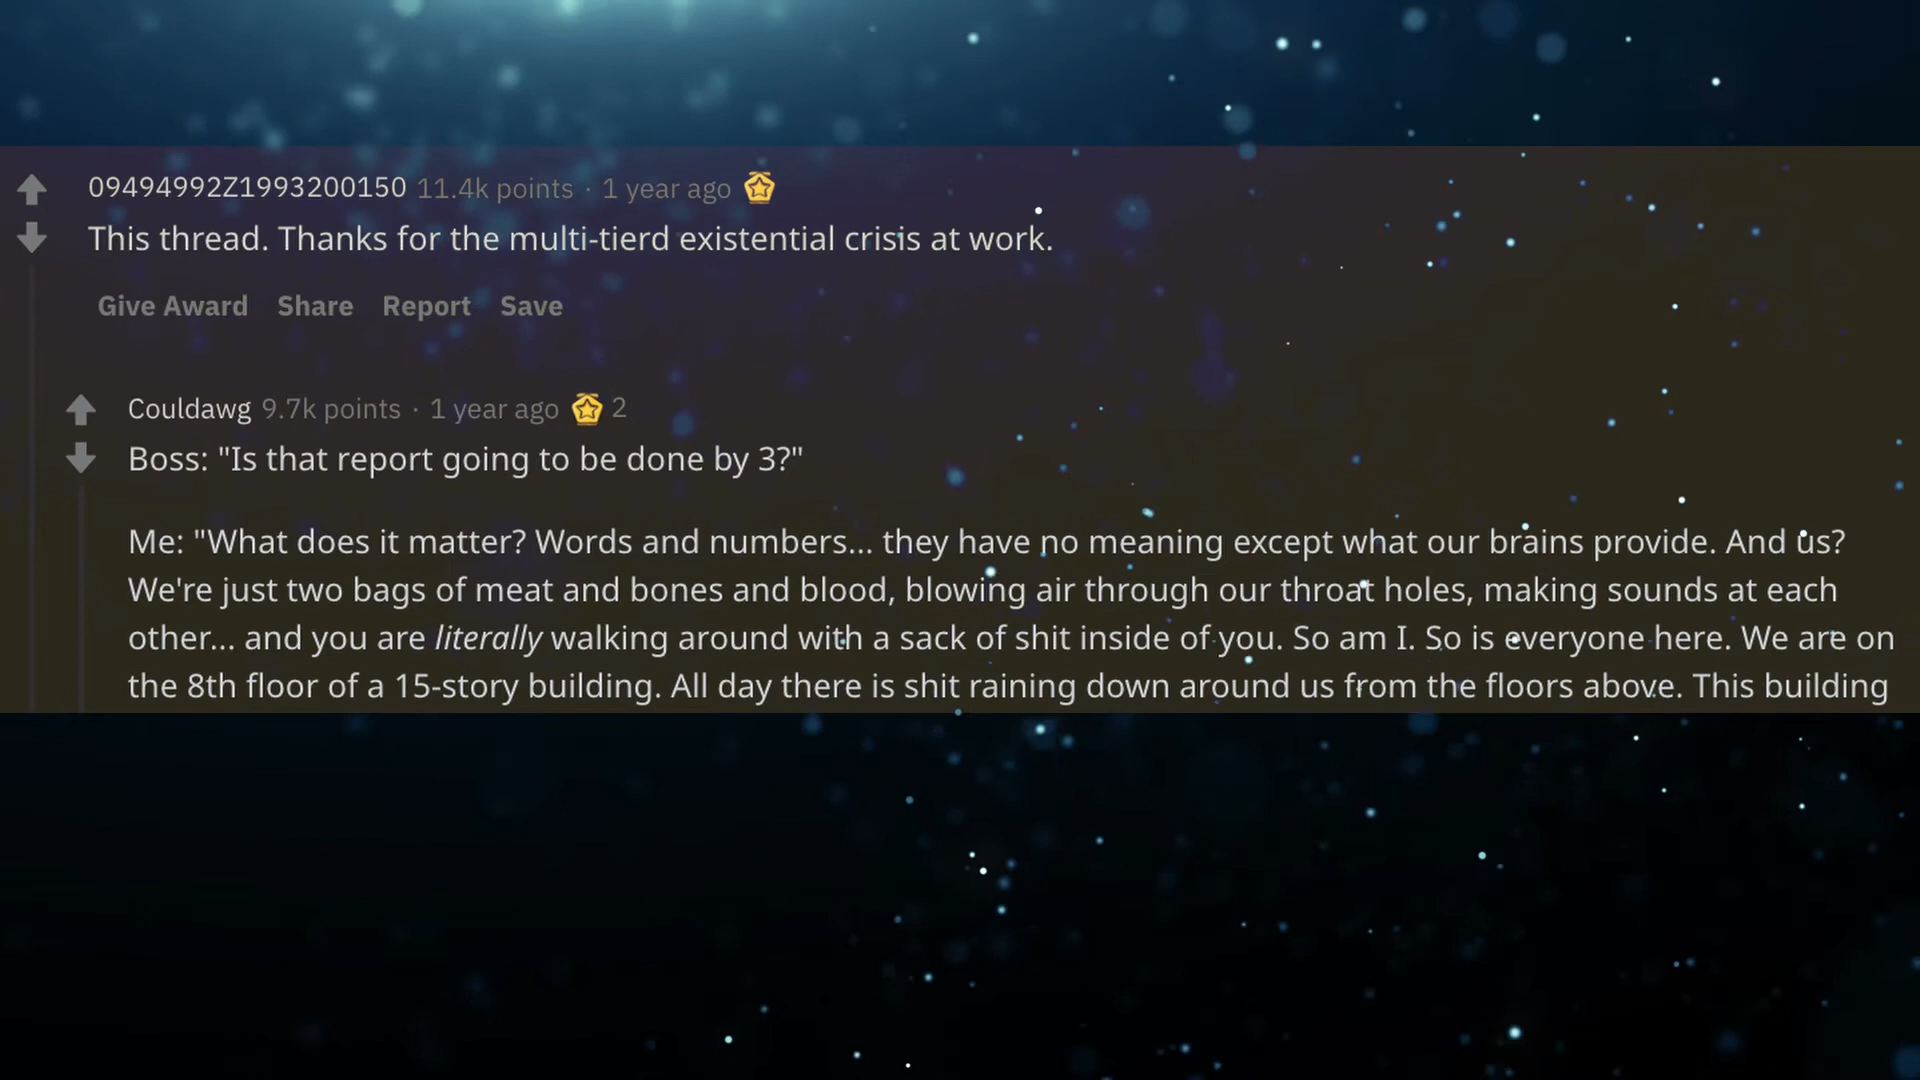 09494992Z1993200150 11.4k points · 1 year ago
This thread. Thanks for the multi-tierd existential crisis at work.
Give Award Share Report Save
Couldawg 9.7k points · 1 year ago 2
Boss: "Is that report going to be done by 3?"
Me: "What does it matter? Words and numbers... they have no meaning except what our brains provide. And us?
We're just two bags of meat and bones and blood, blowing air through our throat holes, making sounds at each
other... and you are literally walking around with a sack of shit inside of you. So am I. So is everyone here. We are on
the 8th floor of a 15-story building. All day there is shit raining down around us from the floors above. This building